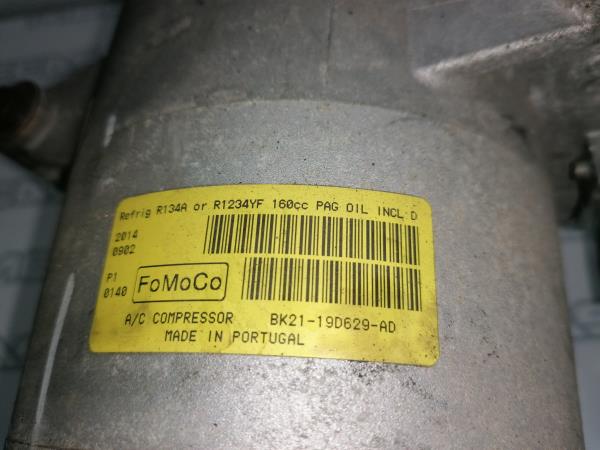 Refrig R134A or R1234YF 160cc PAG OIL INCL D
2014
0902
P1
0140
FoMoCo
A/C COMPRESSOR BK21-19D629-AD
MADE IN PORTUGAL